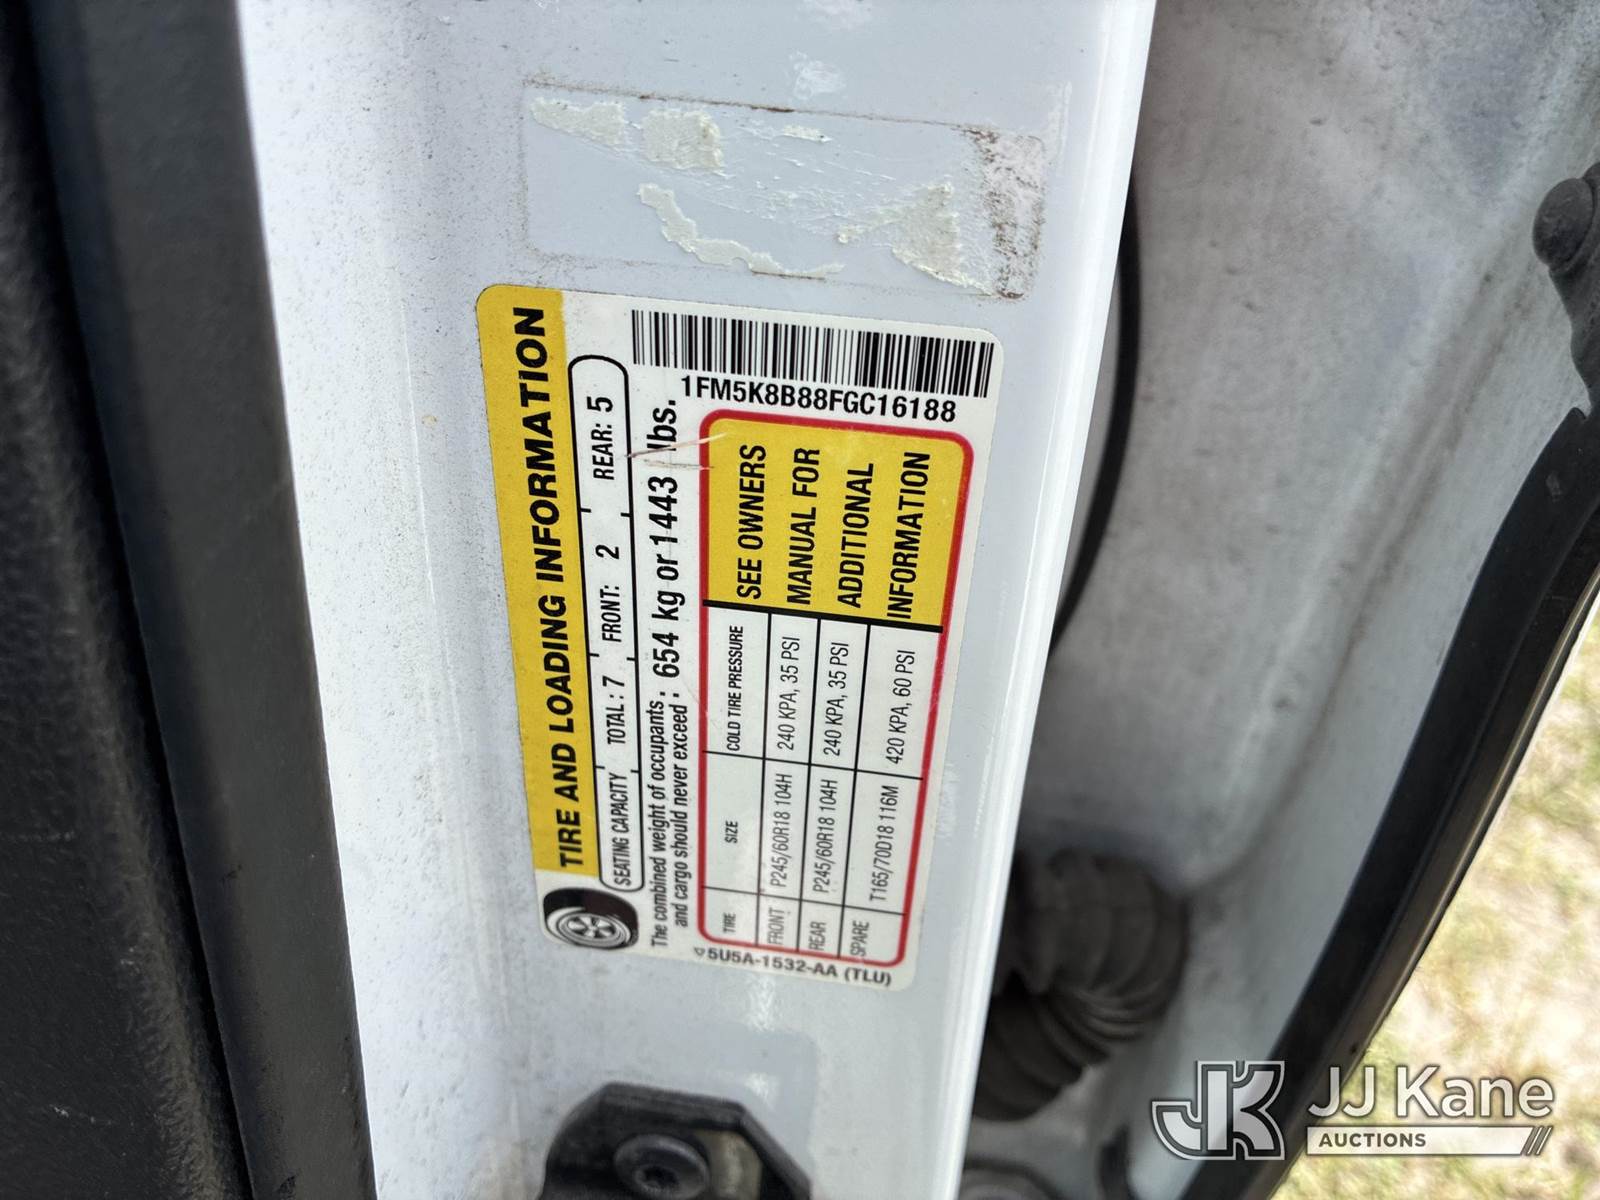 1FM5K8B88FGC16188
TIRE AND LOADING INFORMATION
SEATING CAPACITY TOTAL: 7 FRONT: 2 REAR: 5
The combined weight of occupants : 654 kg or 1443 lbs.
and cargo should never exceed :
TIRE SIZE COLD TIRE PRESSURE
FRONT P245/60R18 104H 240 KPA, 35 PSI
REAR P245/60R18 104H 240 KPA, 35 PSI
SPARE T165/70D18 116M 420 KPA, 60 PSI
SEE OWNERS
MANUAL FOR
ADDITIONAL
INFORMATION
5U5A-1532-AA (TLU)
JK JJ Kane
AUCTIONS